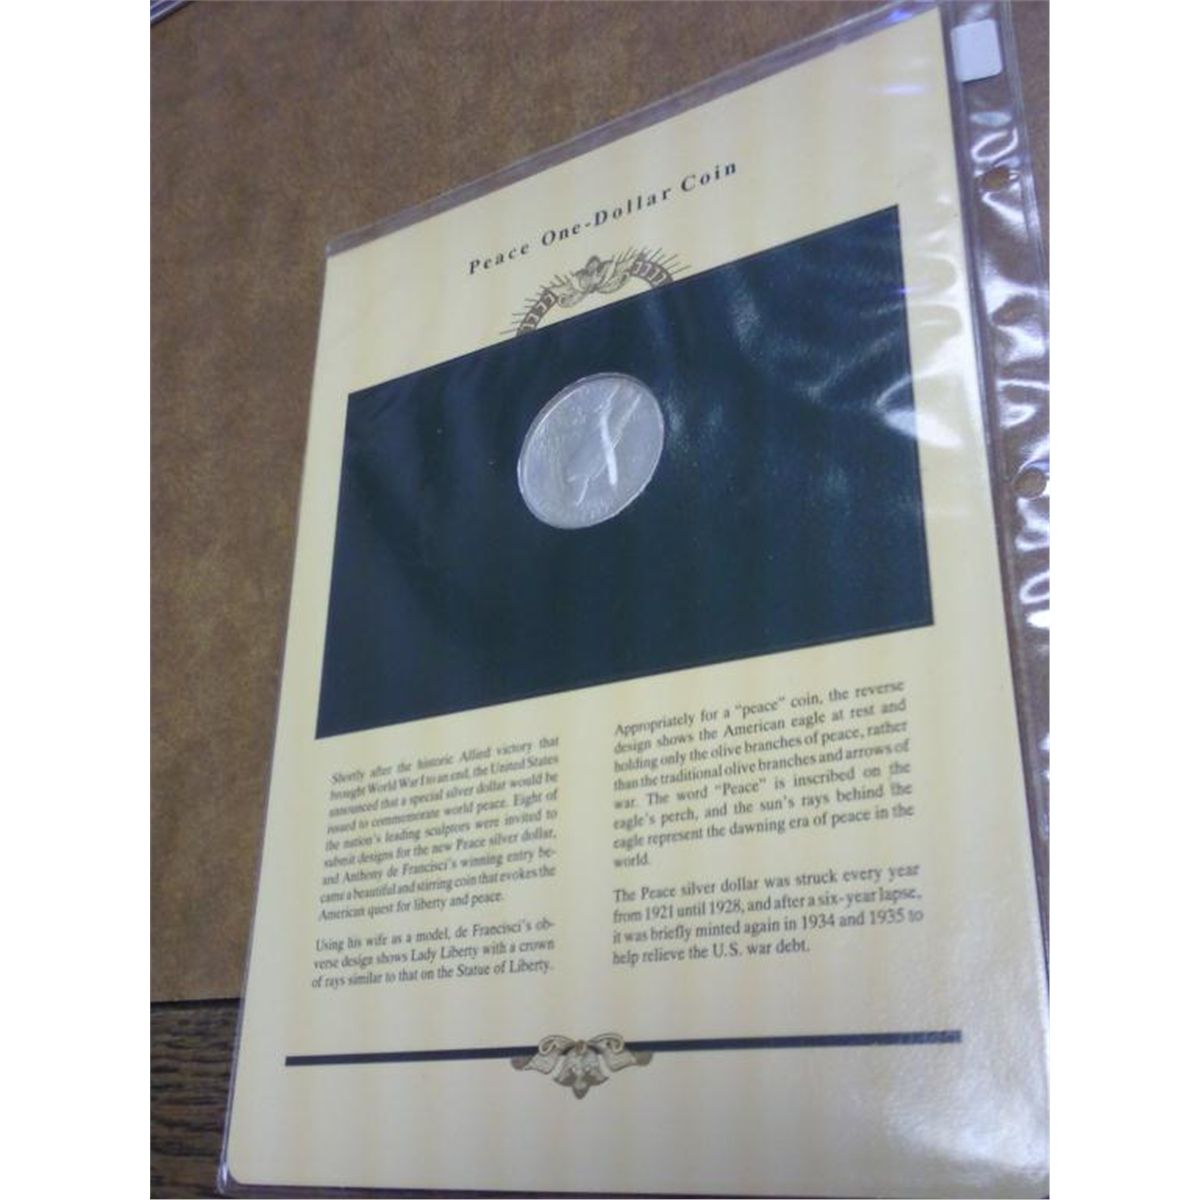 Peace One-Dollar Coin
Shortly after the historic Allied victory that
brought World War I to an end, the United States
announced that a special silver dollar would be
issued to commemorate world peace. Eight of
the nation's leading sculptors were invited to
submit designs for the new Peace silver dollar,
and Anthony de Francisci's winning entry be-
came a beautiful and stirring coin that evokes the
American quest for liberty and peace.
Using his wife as a model, de Francisci's ob-
verse design shows Lady Liberty with a crown
of rays similar to that on the Statue of Liberty.
Appropriately for a "peace" coin, the reverse
design shows the American eagle at rest and
holding only the olive branches of peace, rather
than the traditional olive branches and arrows of
war. The word "Peace" is inscribed on the
eagle's perch, and the sun's rays behind the
eagle represent the dawning era of peace in the
world.
The Peace silver dollar was struck every year
from 1921 until 1928, and after a six-year lapse,
it was briefly minted again in 1934 and 1935 to
help relieve the U.S. war debt.